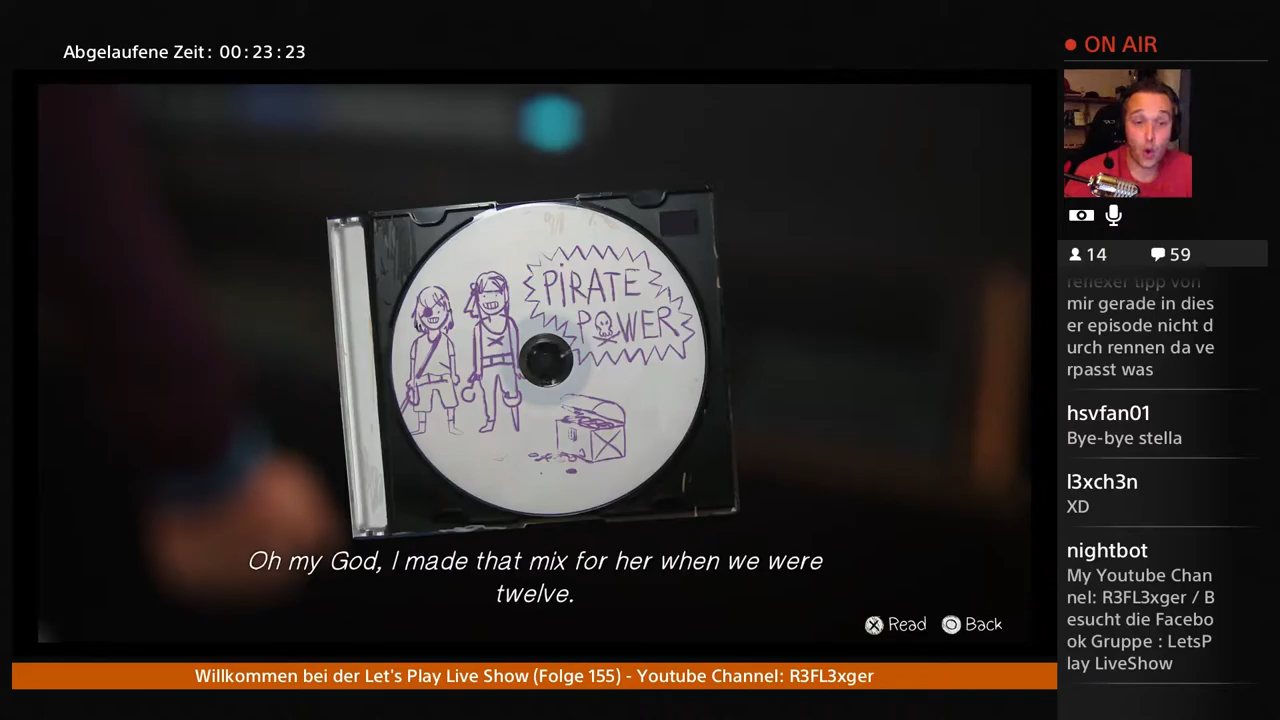 Abgelaufene Zeit: 00:23:23
PiRATE
POWER
Oh my God, I made that mix for her when we were
twelve.
Read
Back
Willkommen bei der Let's Play Live Show (Folge 155) - Youtube Channel: R3FL3xger
ON AIR
14
59
reflexer tipp von
mir gerade in dies
er episode nicht d
urch rennen da ve
rpasst was
hsvfan01
Bye-bye stella
l3xch3n
XD
nightbot
My Youtube Chan
nel: R3FL3xger / B
esucht die Facebo
ok Gruppe : LetsP
lay LiveShow